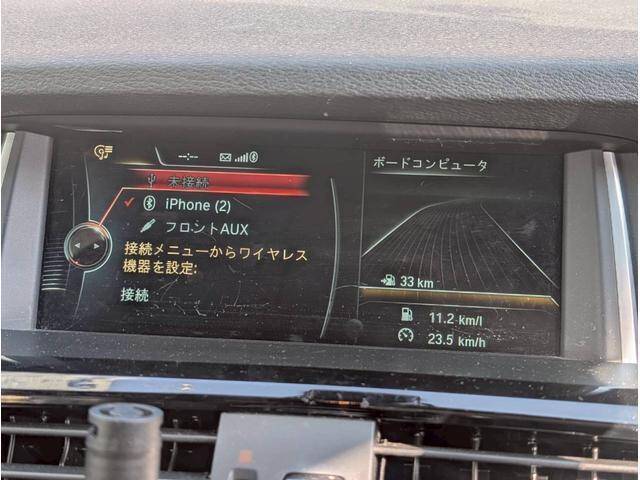 --:--
未接続
iPhone (2)
フロントAUX
接続メニューからワイヤレス
機器を設定:
接続
ボードコンピュータ
33 km
11.2 km/l
23.5 km/h